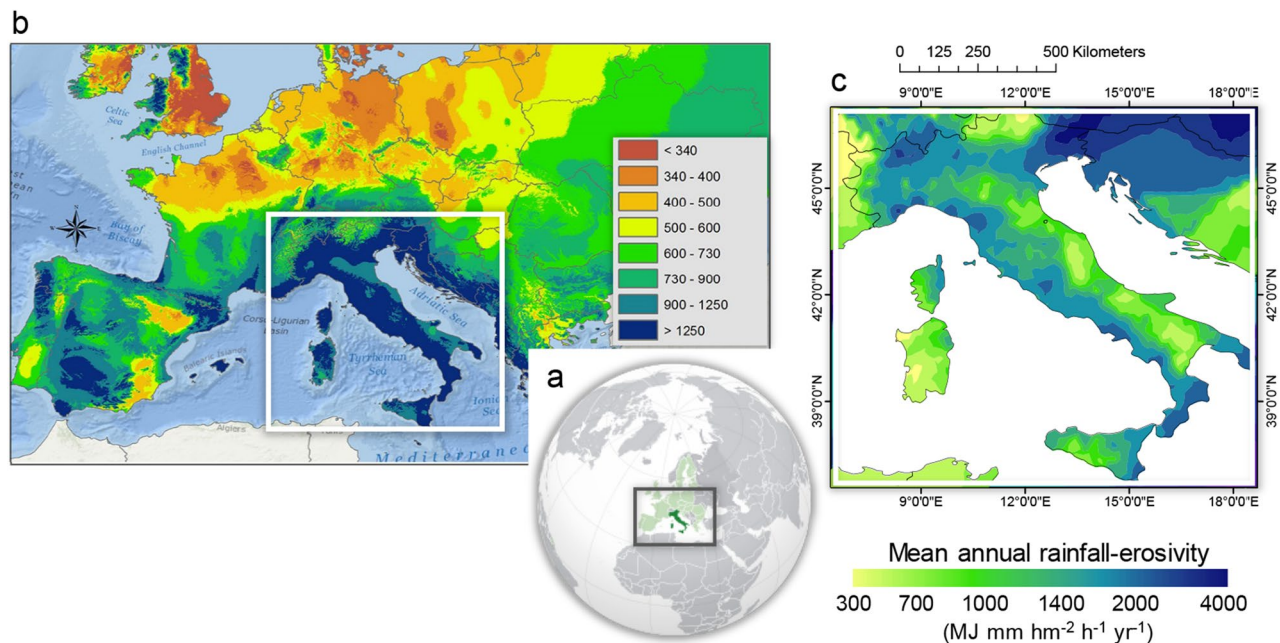 b
Celtic
Sea
English Channel
Bay of
Biscay
Corso-Ligurian
Basin
Balearic Islands
Adriatic Sea
Tyrrhenian
Sea
Ionian
Sea
Algiers
Mediterranea
< 340
340 - 400
400 - 500
500 - 600
600 - 730
730 - 900
900 - 1250
> 1250
a
0 125 250 500 Kilometers
c
9°0'0"E 12°0'0"E 15°0'0"E 18°0'0"E
45°0'0"N 45°0'0"N
42°0'0"N 42°0'0"N
39°0'0"N 39°0'0"N
9°0'0"E 12°0'0"E 15°0'0"E 18°0'0"E
Mean annual rainfall-erosivity
300 700 1000 1400 2000 4000
(MJ mm hm⁻² h⁻¹ yr⁻¹)